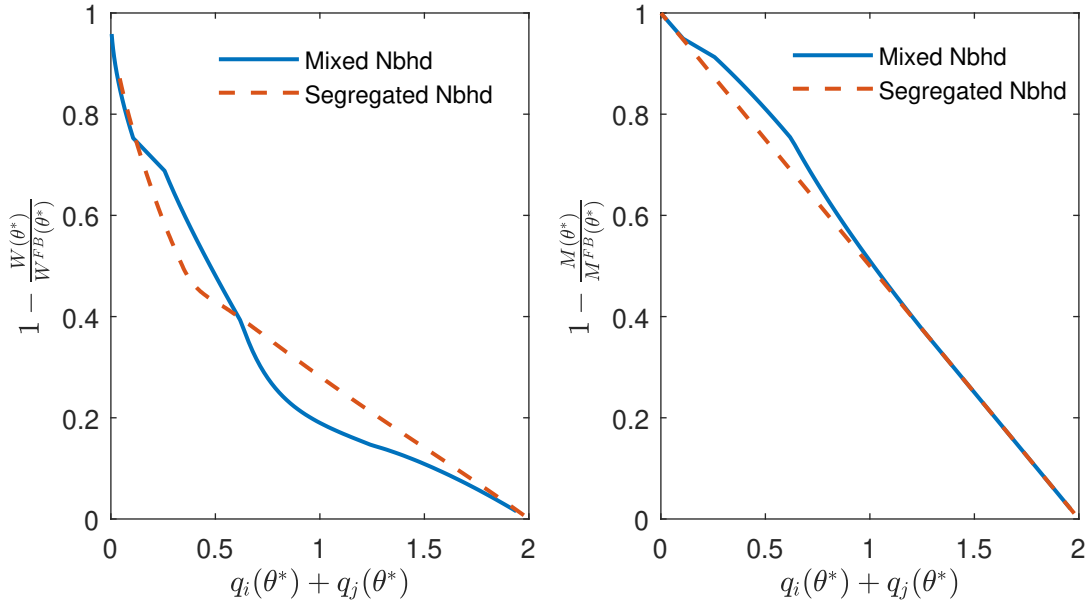 1
0.8
0.6
0.4
0.2
0
0
0.5
1
1.5
2
Mixed Nbhd
Segregated Nbhd
1 − W(θ*)/W^{FB}(θ*)
q_i(θ*) + q_j(θ*)
1
0.8
0.6
0.4
0.2
0
0
0.5
1
1.5
2
Mixed Nbhd
Segregated Nbhd
1 − M(θ*)/M^{FB}(θ*)
q_i(θ*) + q_j(θ*)